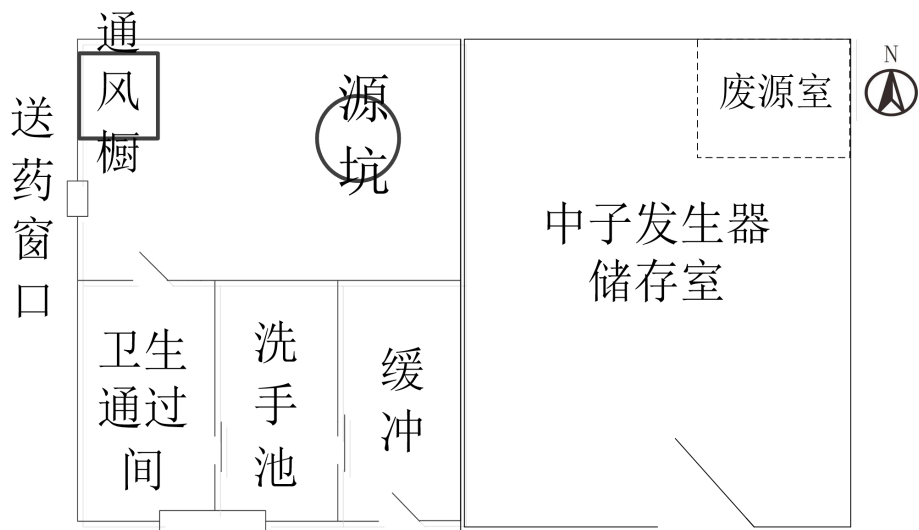 通风橱
源坑
废源室
N
送药窗口
中子发生器
储存室
卫生
通过
间
洗手池
缓冲